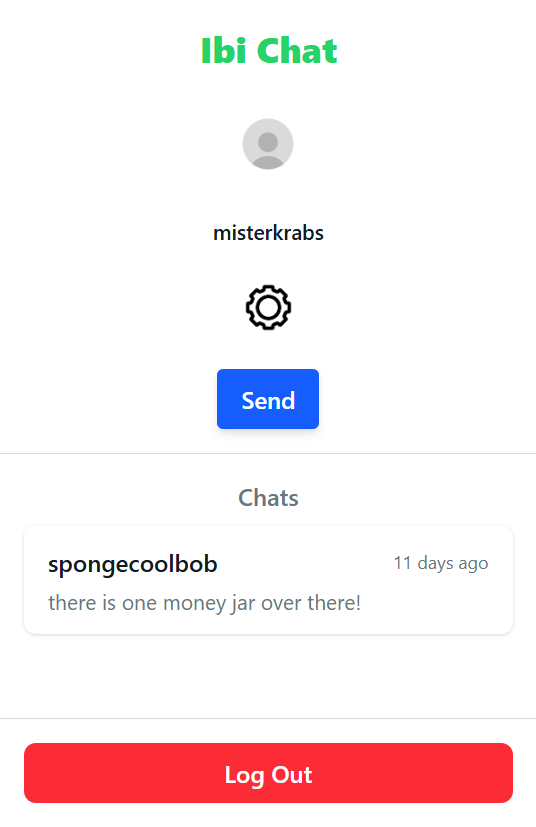 Ibi Chat
misterkrabs
Send
Chats
spongecoolbob 11 days ago
there is one money jar over there!
Log Out